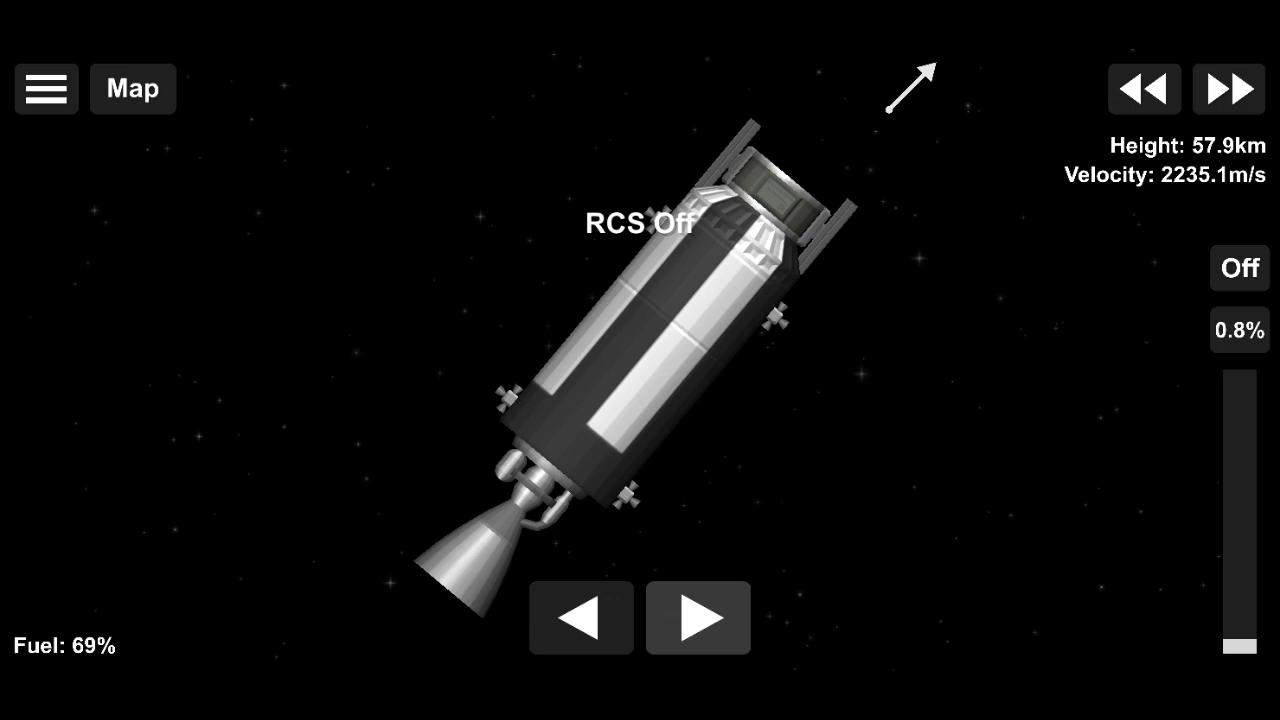 Map
Height: 57.9km
Velocity: 2235.1m/s
RCS Off
Off
0.8%
Fuel: 69%